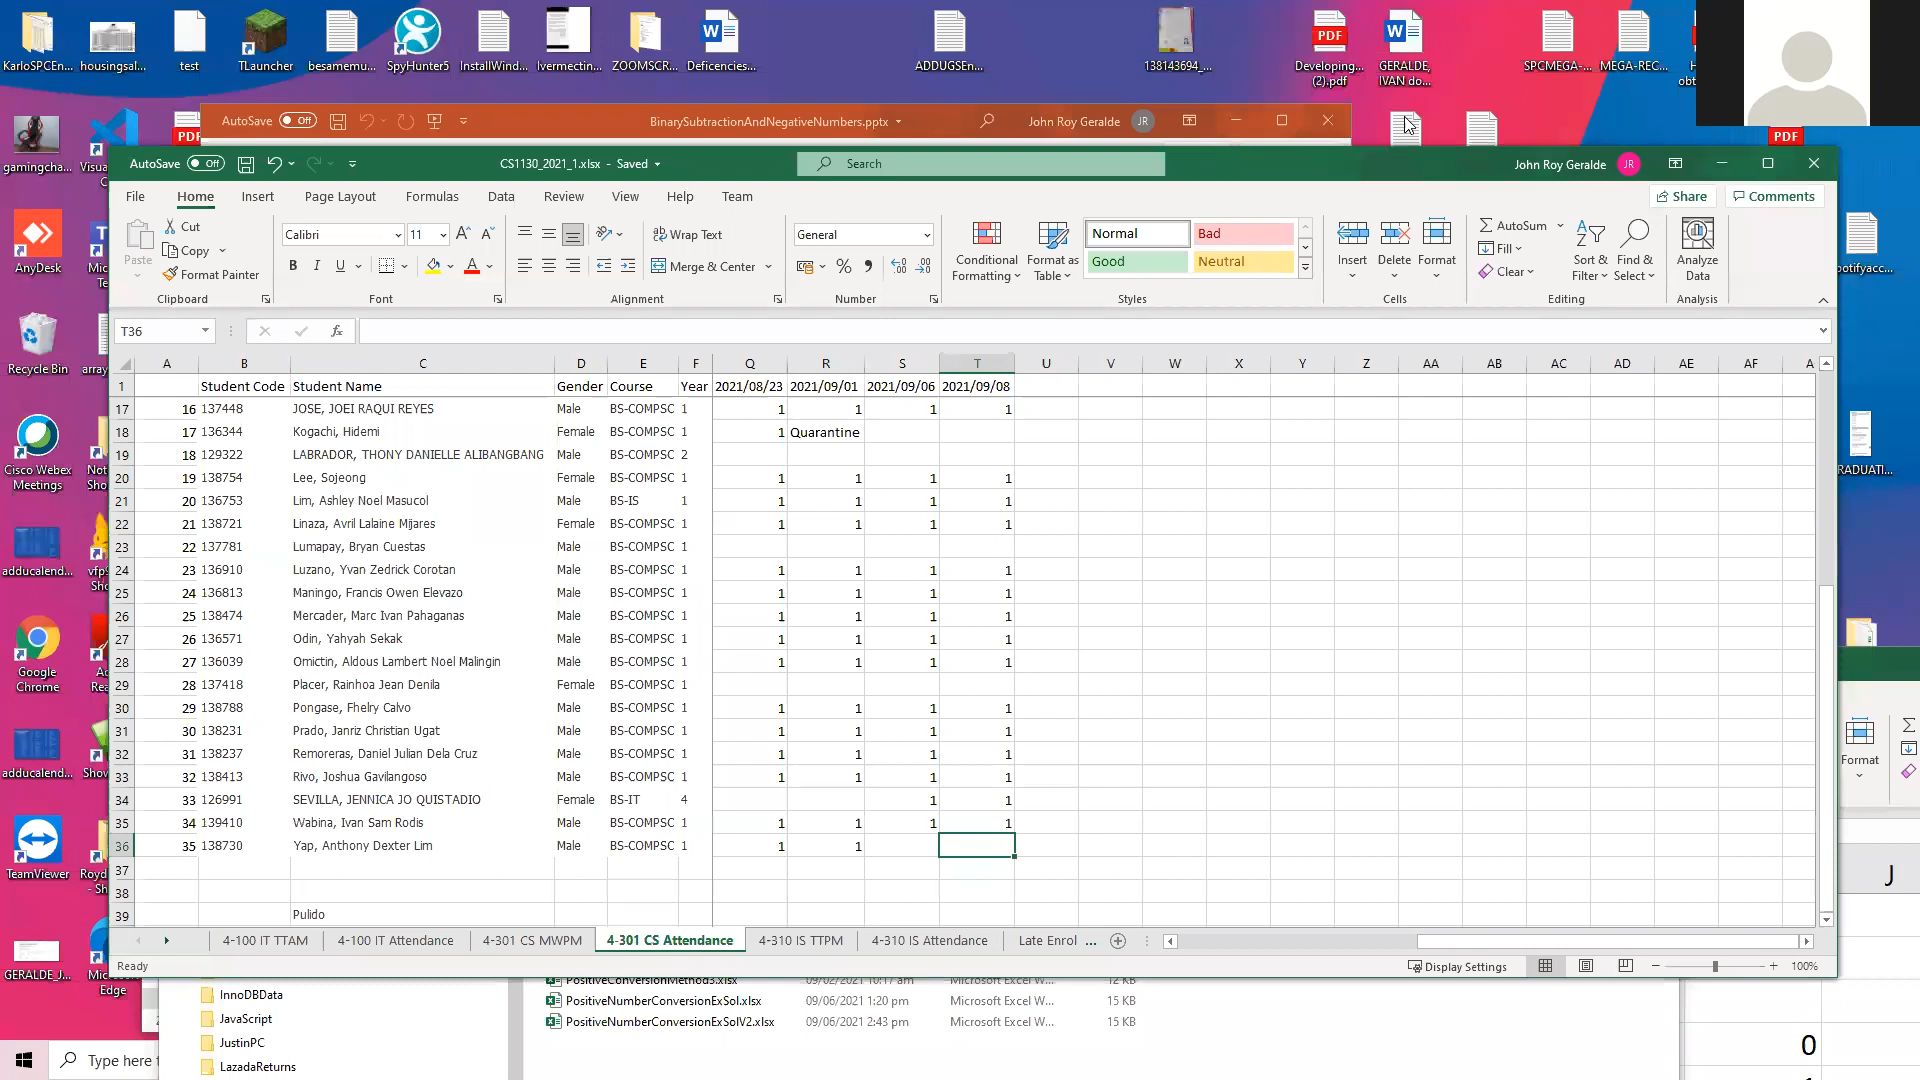 KarloSPCEn...
housingsal...
test
TLauncher
besamemu...
SpyHunter5
InstallWind...
Ivermectin...
ZOOMSCR...
Deficencies...
ADDUGSEn...
138143694_...
Developing... (2).pdf
GERALDE, IVAN do...
SPCMEGA-...
MEGA-REC...
AutoSave Off BinarySubtractionAndNegativeNumbers.pptx John Roy Geralde JR
gamingcha...
AutoSave Off CS1130_2021_1.xlsx - Saved Search John Roy Geralde JR
File Home Insert Page Layout Formulas Data Review View Help Team Share Comments
Paste Cut Copy Format Painter Clipboard
Calibri 11 B I U Font
Wrap Text Merge & Center Alignment
General % Number
Conditional Formatting Format as Table Normal Bad Good Neutral Styles
Insert Delete Format Cells
AutoSum Fill Clear Sort & Filter Find & Select Editing
Analyze Data Analysis
T36 fx
A B C D E F Q R S T U V W X Y Z AA AB AC AD AE AF A
1 Student Code Student Name Gender Course Year 2021/08/23 2021/09/01 2021/09/06 2021/09/08
17 16 137448 JOSE, JOEI RAQUI REYES Male BS-COMPSC 1 1 1 1 1
18 17 136344 Kogachi, Hidemi Female BS-COMPSC 1 1 Quarantine
19 18 129322 LABRADOR, THONY DANIELLE ALIBANGBANG Male BS-COMPSC 2
20 19 138754 Lee, Sojeong Female BS-COMPSC 1 1 1 1 1
21 20 136753 Lim, Ashley Noel Masucol Male BS-IS 1 1 1 1 1
22 21 138721 Linaza, Avril Lalaine Mijares Female BS-COMPSC 1 1 1 1 1
23 22 137781 Lumapay, Bryan Cuestas Male BS-COMPSC 1
24 23 136910 Luzano, Yvan Zedrick Corotan Male BS-COMPSC 1 1 1 1 1
25 24 136813 Maningo, Francis Owen Elevazo Male BS-COMPSC 1 1 1 1 1
26 25 138474 Mercader, Marc Ivan Pahaganas Male BS-COMPSC 1 1 1 1 1
27 26 136571 Odin, Yahyah Sekak Male BS-COMPSC 1 1 1 1 1
28 27 136039 Omictin, Aldous Lambert Noel Malingin Male BS-COMPSC 1 1 1 1 1
29 28 137418 Placer, Rainhoa Jean Denila Female BS-COMPSC 1
30 29 138788 Pongase, Fhelry Calvo Male BS-COMPSC 1 1 1 1 1
31 30 138231 Prado, Janriz Christian Ugat Male BS-COMPSC 1 1 1 1 1
32 31 138237 Remoreras, Daniel Julian Dela Cruz Male BS-COMPSC 1 1 1 1 1
33 32 138413 Rivo, Joshua Gavilangoso Male BS-COMPSC 1 1 1 1 1
34 33 126991 SEVILLA, JENNICA JO QUISTADIO Female BS-IT 4 1 1
35 34 139410 Wabina, Ivan Sam Rodis Male BS-COMPSC 1 1 1 1 1
36 35 138730 Yap, Anthony Dexter Lim Male BS-COMPSC 1 1 1
37
38
39 Pulido
4-100 IT TTAM 4-100 IT Attendance 4-301 CS MWPM 4-301 CS Attendance 4-310 IS TTPM 4-310 IS Attendance Late Enrol ...
Ready Display Settings 100%
AnyDesk
Recycle Bin
Cisco Webex Meetings
adducalend...
Google Chrome
adducalend...
TeamViewer
GERALDE_J...
Microsoft Edge
PDF
Format
J
0
PositiveConversionMethod3.xlsx 09/02/2021 10:17 am Microsoft Excel W... 12 KB
InnoDBData PositiveNumberConversionExSol.xlsx 09/06/2021 1:20 pm Microsoft Excel W... 15 KB
JavaScript PositiveNumberConversionExSolV2.xlsx 09/06/2021 2:43 pm Microsoft Excel W... 15 KB
JustinPC
LazadaReturns
Type here t